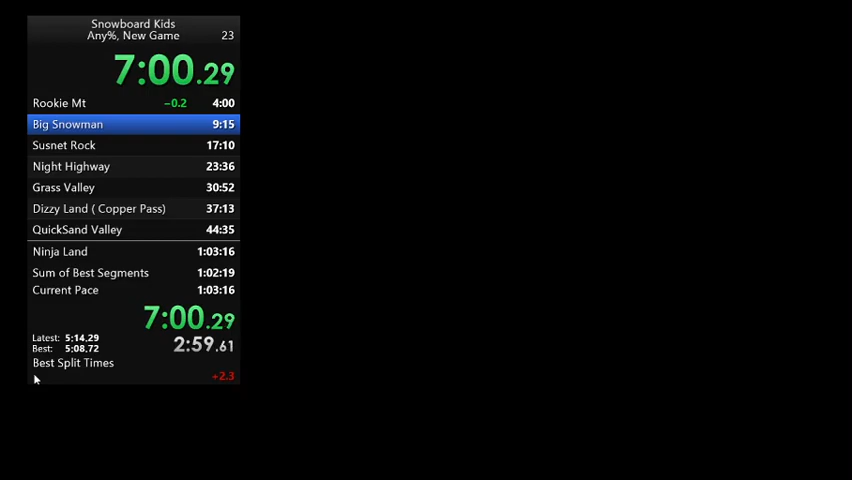 Snowboard Kids
Any%, New Game 23
7:00.29
Rookie Mt −0.2 4:00
Big Snowman 9:15
Susnet Rock 17:10
Night Highway 23:36
Grass Valley 30:52
Dizzy Land ( Copper Pass) 37:13
QuickSand Valley 44:35
Ninja Land 1:03:16
Sum of Best Segments 1:02:19
Current Pace 1:03:16
7:00.29
Latest: 5:14.29
Best: 5:08.72 2:59.61
Best Split Times
+2.3